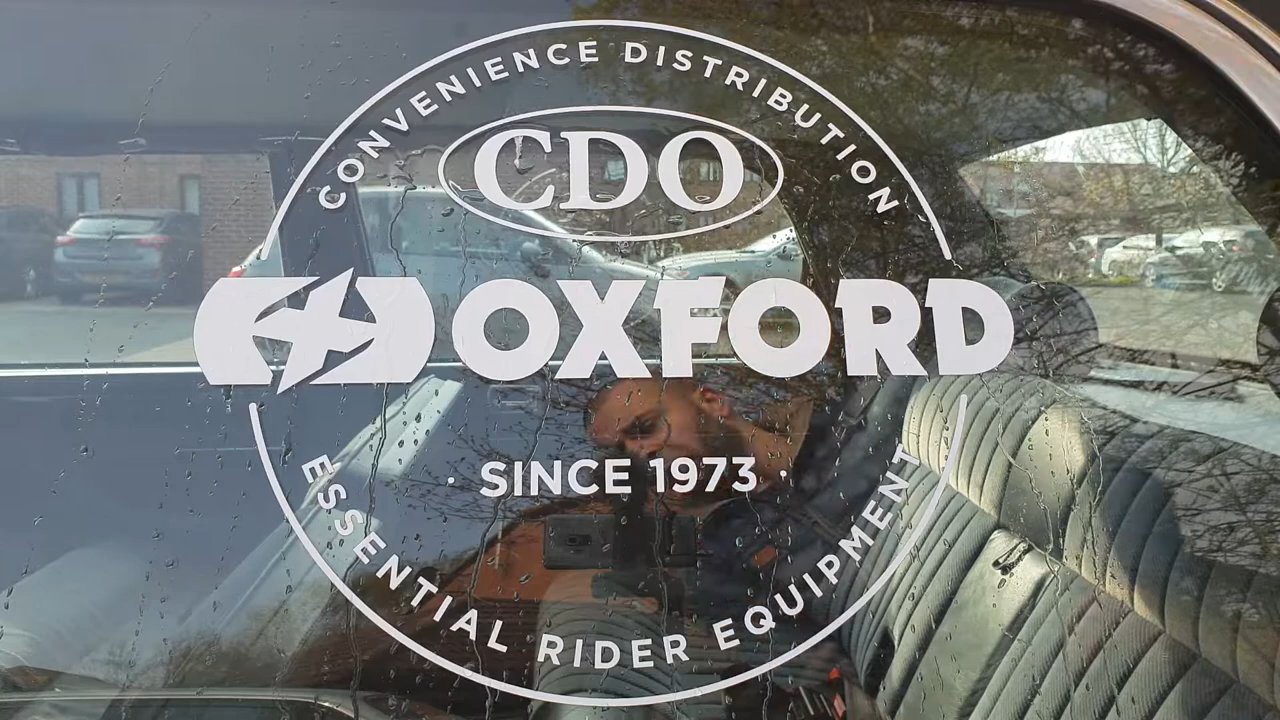 CONVENIENCE DISTRIBUTION
CDO
OXFORD
· SINCE 1973 ·
ESSENTIAL RIDER EQUIPMENT